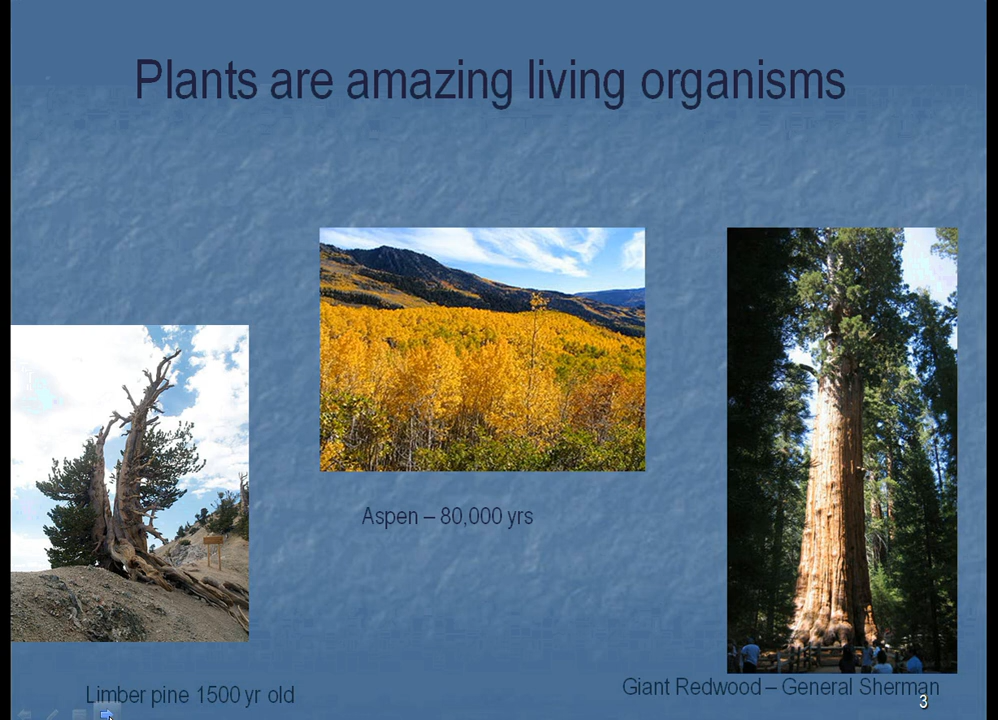 Plants are amazing living organisms
Aspen – 80,000 yrs
Limber pine 1500 yr old
Giant Redwood – General Sherman
3